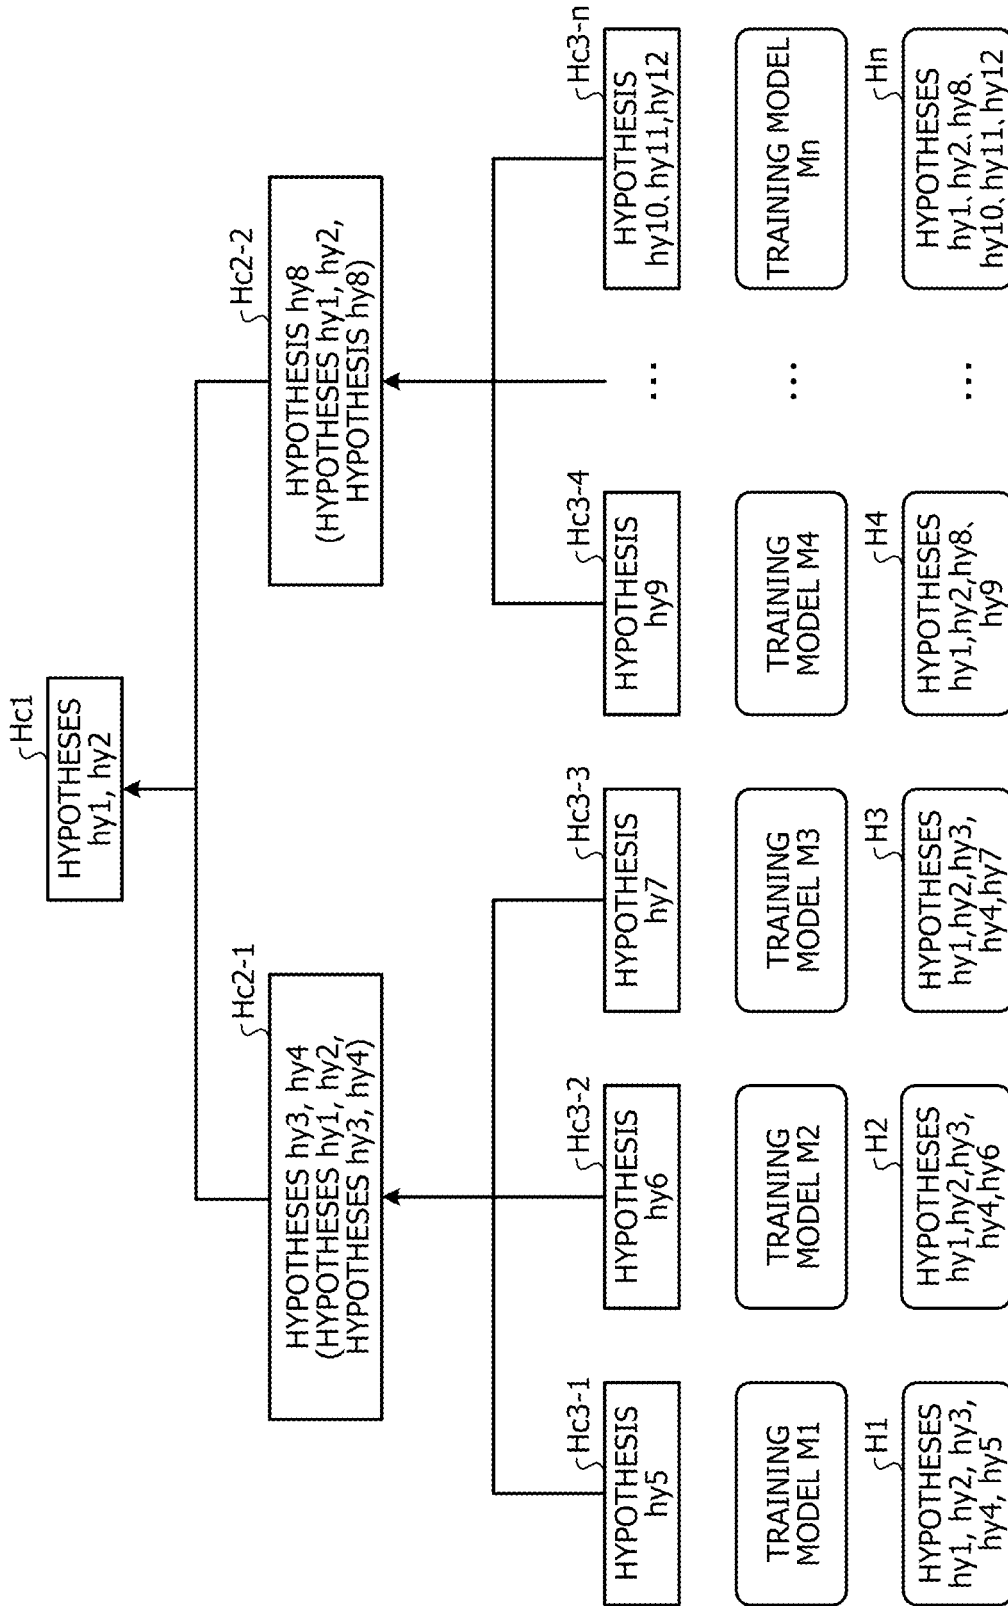 Hc1
HYPOTHESES
hy1, hy2
Hc2-1
HYPOTHESES hy3, hy4
(HYPOTHESES hy1, hy2,
HYPOTHESES hy3, hy4)
Hc2-2
HYPOTHESIS hy8
(HYPOTHESES hy1, hy2,
HYPOTHESIS hy8)
Hc3-1
HYPOTHESIS
hy5
Hc3-2
HYPOTHESIS
hy6
Hc3-3
HYPOTHESIS
hy7
Hc3-4
HYPOTHESIS
hy9
...
Hc3-n
HYPOTHESIS
hy10、hy11,hy12
TRAINING
MODEL M1
TRAINING
MODEL M2
TRAINING
MODEL M3
TRAINING
MODEL M4
...
TRAINING MODEL
Mn
H1
HYPOTHESES
hy1, hy2, hy3,
hy4, hy5
H2
HYPOTHESES
hy1,hy2,hy3,
hy4,hy6
H3
HYPOTHESES
hy1,hy2,hy3,
hy4,hy7
H4
HYPOTHESES
hy1,hy2,hy8、
hy9
...
Hn
HYPOTHESES
hy1、hy2、hy8、
hy10、hy11、hy12